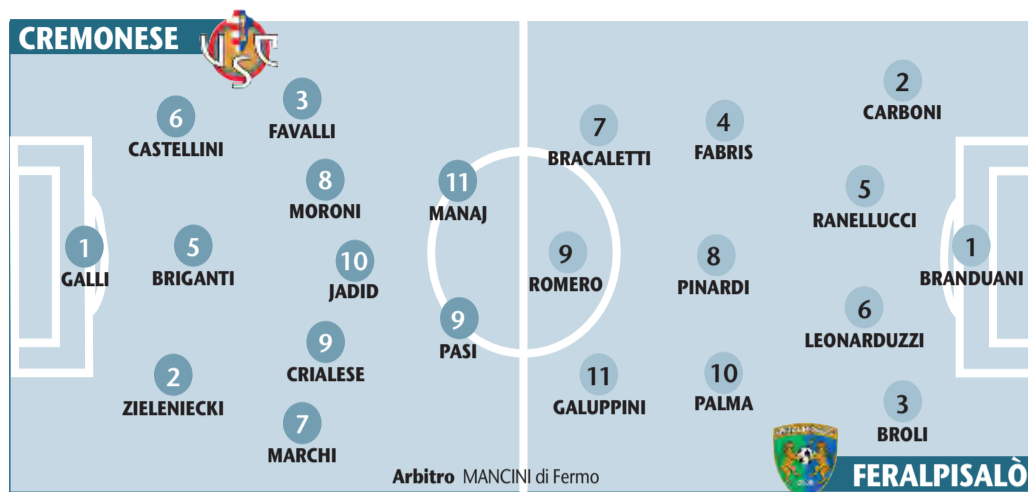 CREMONESE
USC
1
GALLI
6
CASTELLINI
5
BRIGANTI
2
ZIELENIECKI
3
FAVALLI
8
MORONI
10
JADID
9
CRIALESE
7
MARCHI
11
MANAJ
9
PASI
7
BRACALETTI
9
ROMERO
11
GALUPPINI
4
FABRIS
8
PINARDI
10
PALMA
2
CARBONI
5
RANELLUCCI
6
LEONARDUZZI
3
BROLI
1
BRANDUANI
Arbitro MANCINI di Fermo
FERALPISALÒ